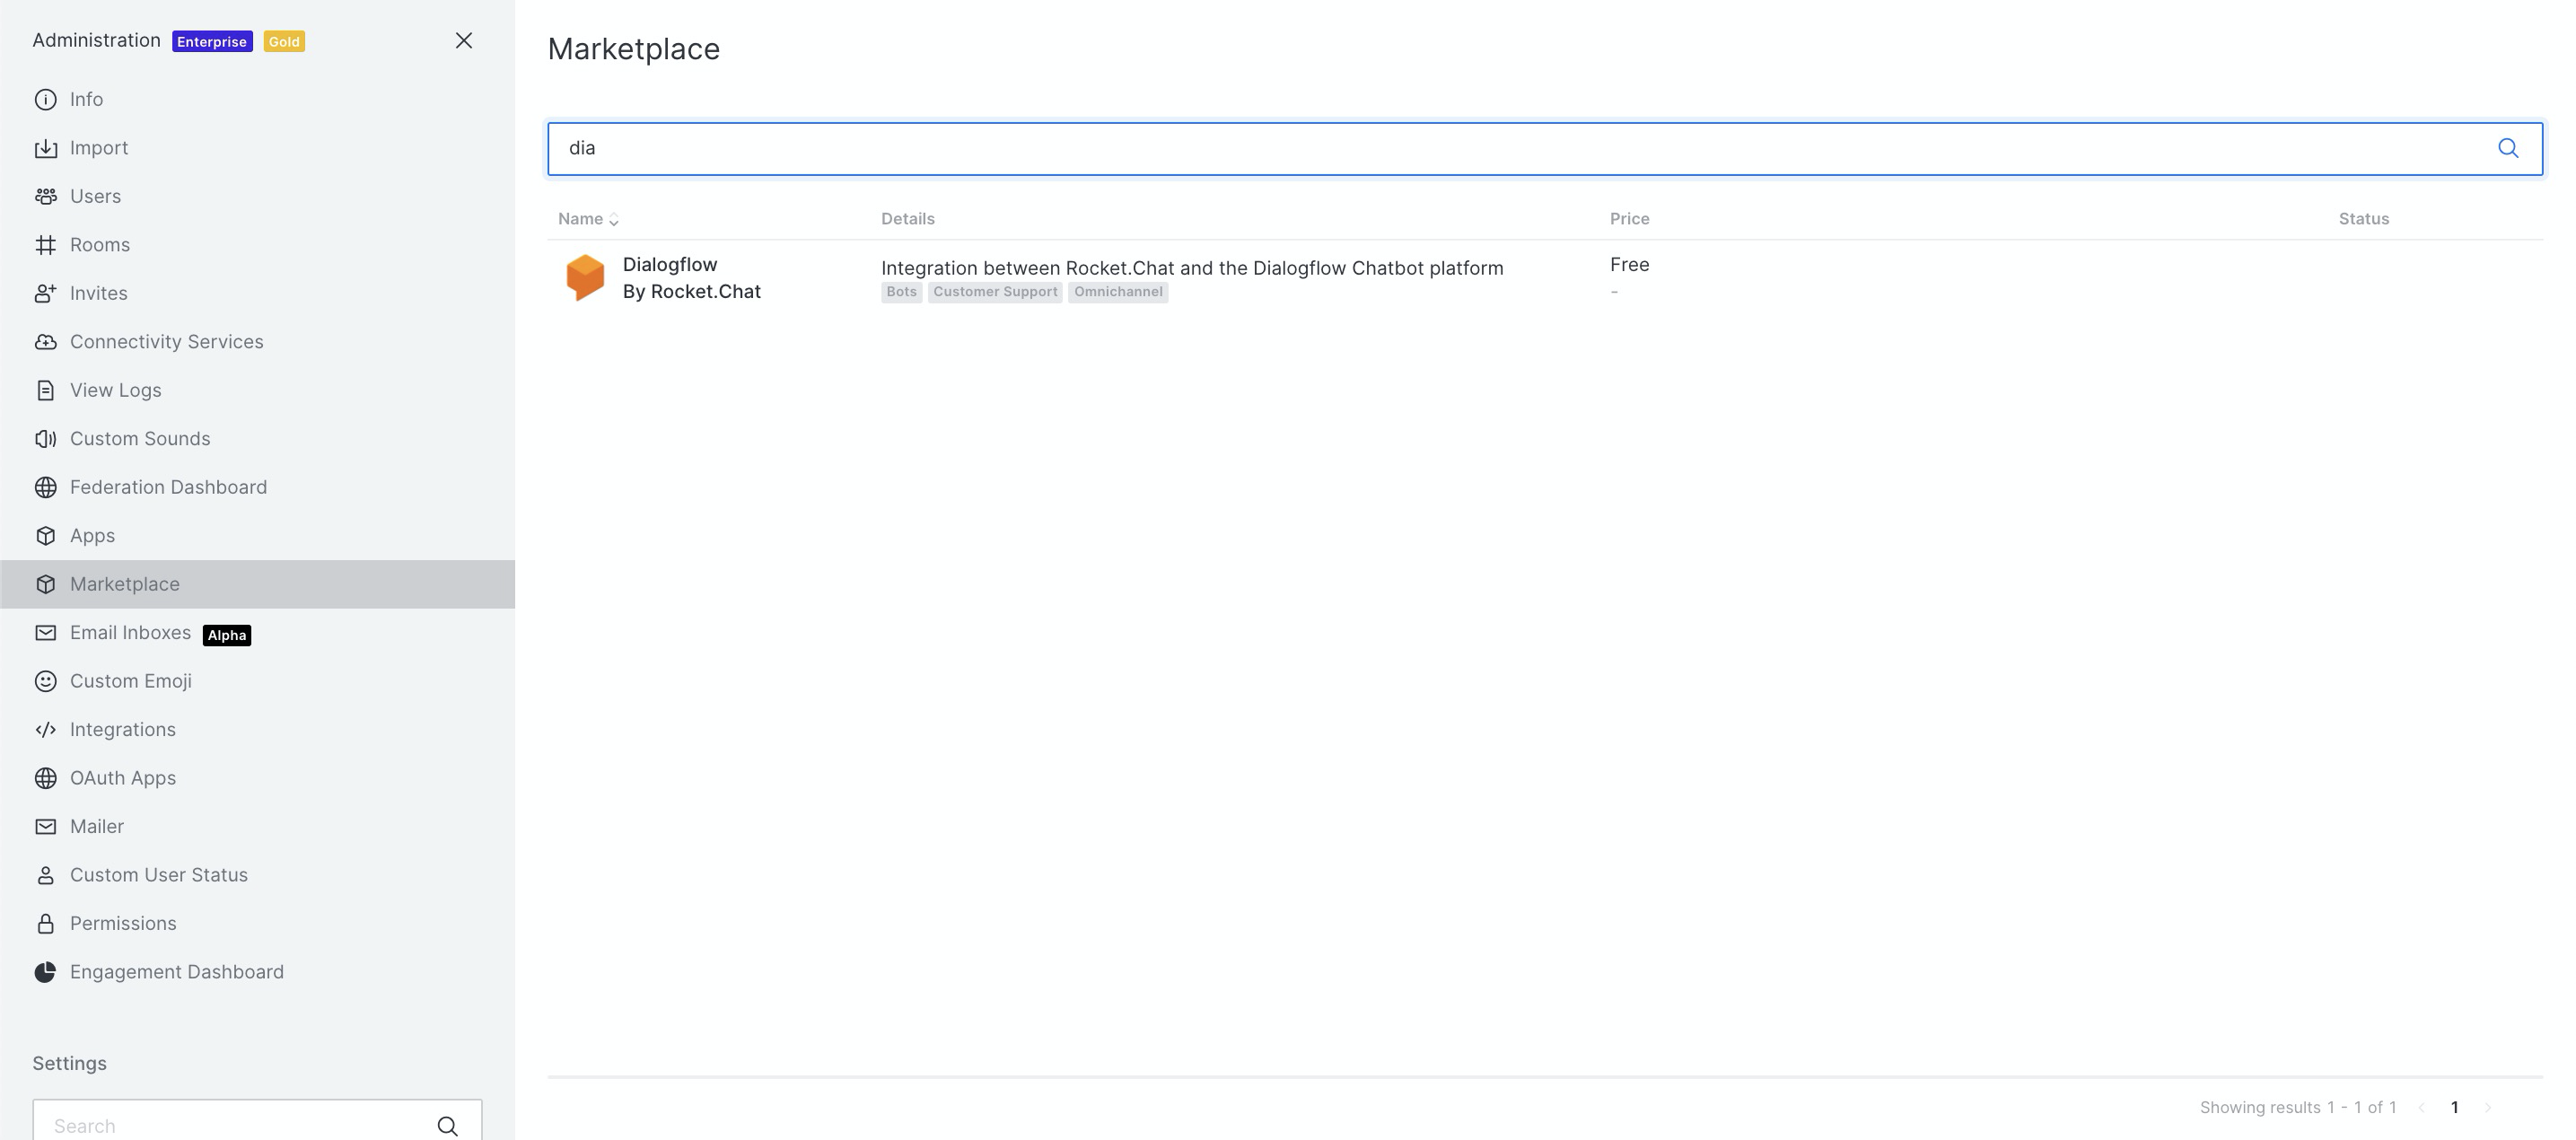 Administration Enterprise Gold
Info
Import
Users
Rooms
Invites
Connectivity Services
View Logs
Custom Sounds
Federation Dashboard
Apps
Marketplace
Email Inboxes Alpha
Custom Emoji
Integrations
OAuth Apps
Mailer
Custom User Status
Permissions
Engagement Dashboard
Settings
Search
Marketplace
dia
Name Details Price Status
Dialogflow
By Rocket.Chat
Integration between Rocket.Chat and the Dialogflow Chatbot platform
Bots Customer Support Omnichannel
Free
-
Showing results 1 - 1 of 1 1